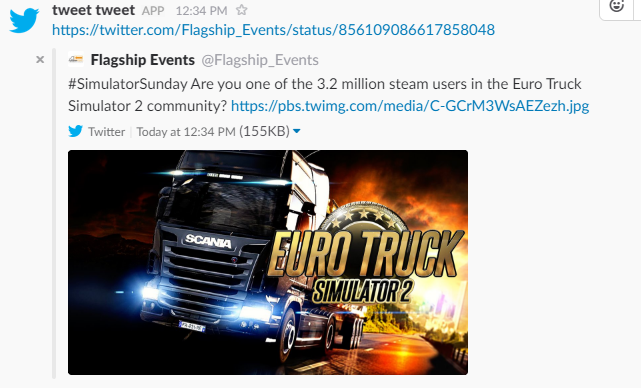 tweet tweet APP 12:34 PM
https://twitter.com/Flagship_Events/status/856109086617858048
Flagship Events @Flagship_Events
#SimulatorSunday Are you one of the 3.2 million steam users in the Euro Truck
Simulator 2 community? https://pbs.twimg.com/media/C-GCrM3WsAEZezh.jpg
Twitter | Today at 12:34 PM (155KB)
SCANIA
EURO TRUCK
SIMULATOR 2